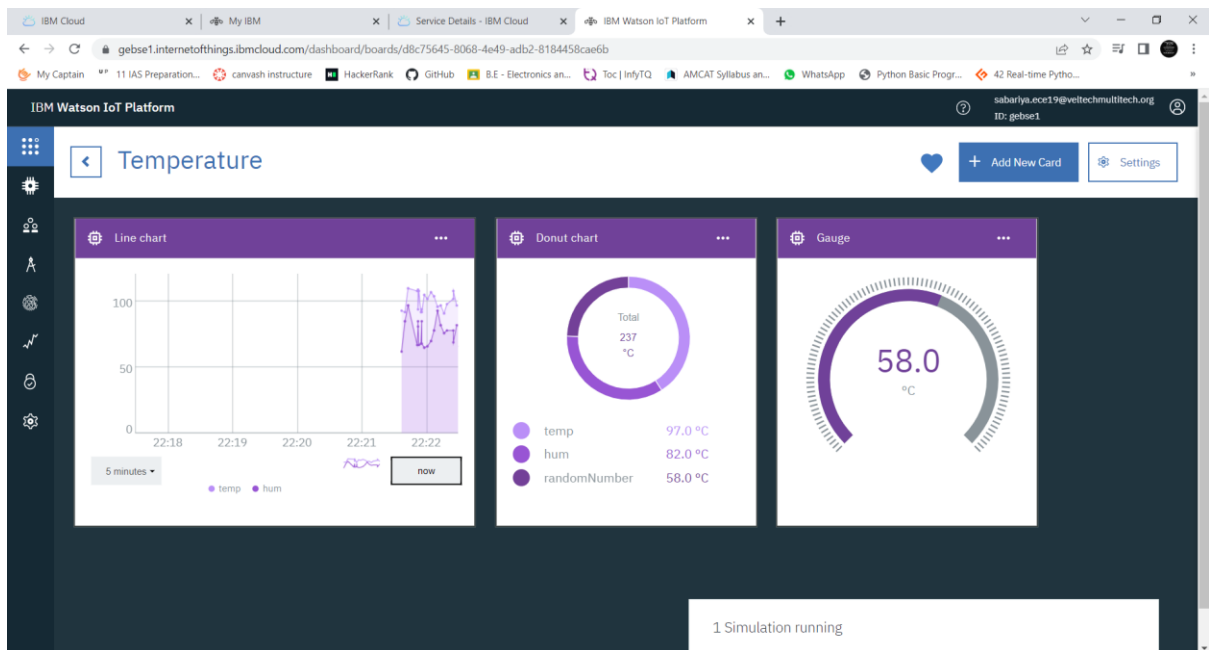 IBM Cloud
My IBM
Service Details - IBM Cloud
IBM Watson IoT Platform
gebse1.internetofthings.ibmcloud.com/dashboard/boards/d8c75645-8068-4e49-adb2-8184458cae6b
My Captain
11 IAS Preparation...
canvash instructure
HackerRank
GitHub
B.E - Electronics an...
Toc | InfyTQ
AMCAT Syllabus an...
WhatsApp
Python Basic Progr...
42 Real-time Pytho...
IBM Watson IoT Platform
sabariya.ece19@veltechmultitech.org
ID: gebse1
Temperature
+ Add New Card
Settings
Line chart
100
50
0
22:18 22:19 22:20 22:21 22:22
5 minutes
now
temp hum
Donut chart
Total
237
°C
temp 97.0 °C
hum 82.0 °C
randomNumber 58.0 °C
Gauge
58.0
°C
1 Simulation running